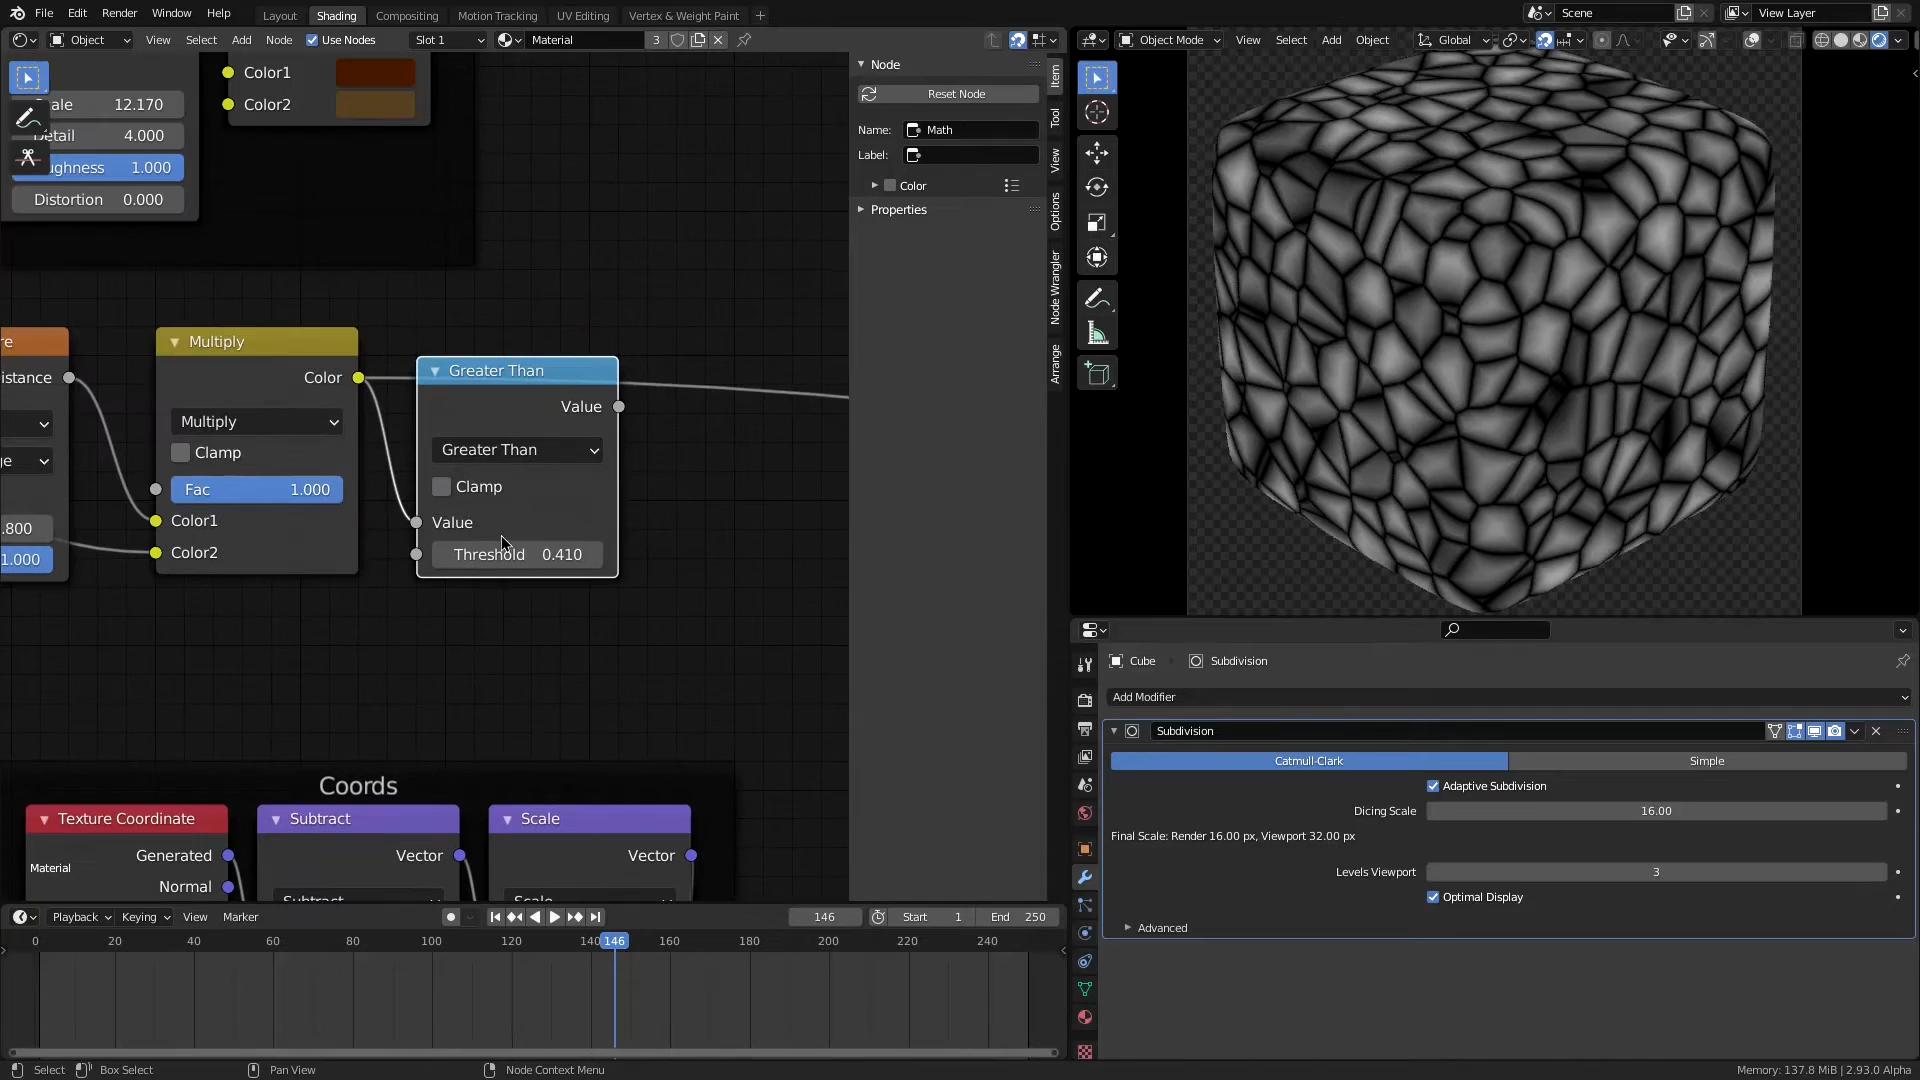 File Edit Render Window Help
Layout Shading Compositing Motion Tracking UV Editing Vertex & Weight Paint +
Scene
View Layer
Object View Select Add Node Use Nodes Slot 1 Material 3
Object Mode View Select Add Object Global
Color1
Color2
ale 12.170
Detail 4.000
ughness 1.000
Distortion 0.000
Node
Reset Node
Name: Math
Label:
Color
Properties
Item
Tool
View
Options
Node Wrangler
Arrange
re
istance
ge
.800
1.000
Multiply
Color
Multiply
Clamp
Fac 1.000
Color1
Color2
Greater Than
Value
Greater Than
Clamp
Value
Threshold 0.410
Coords
Texture Coordinate
Generated
Normal
Material
Subtract
Vector
Subtract
Scale
Vector
Scale
Cube Subdivision
Add Modifier
Subdivision
Catmull-Clark Simple
Adaptive Subdivision
Dicing Scale 16.00
Final Scale: Render 16.00 px, Viewport 32.00 px
Levels Viewport 3
Optimal Display
Advanced
Playback Keying View Marker
146 Start 1 End 250
0 20 40 60 80 100 120 140 146 160 180 200 220 240
Select Box Select Pan View Node Context Menu
Memory: 137.8 MiB | 2.93.0 Alpha